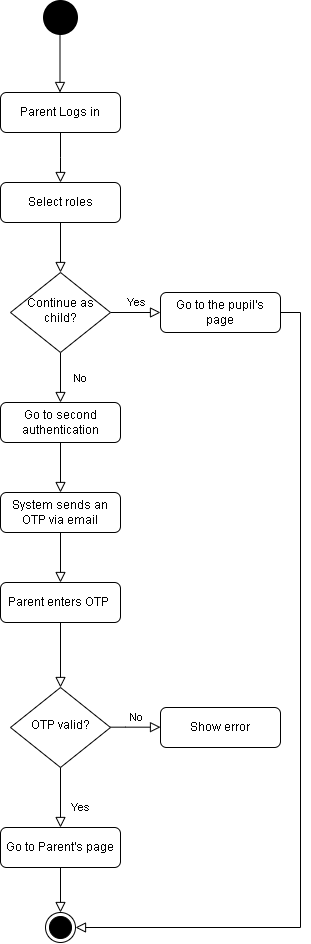 Parent Logs in
Select roles
Continue as
child?
Yes
Go to the pupil's
page
No
Go to second
authentication
System sends an
OTP via email
Parent enters OTP
OTP valid?
No
Show error
Yes
Go to Parent's page